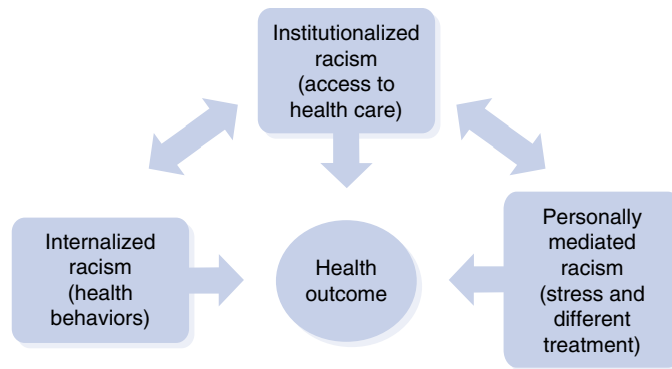 Institutionalized
racism
(access to
health care)
Internalized
racism
(health
behaviors)
Health
outcome
Personally
mediated
racism
(stress and
different
treatment)